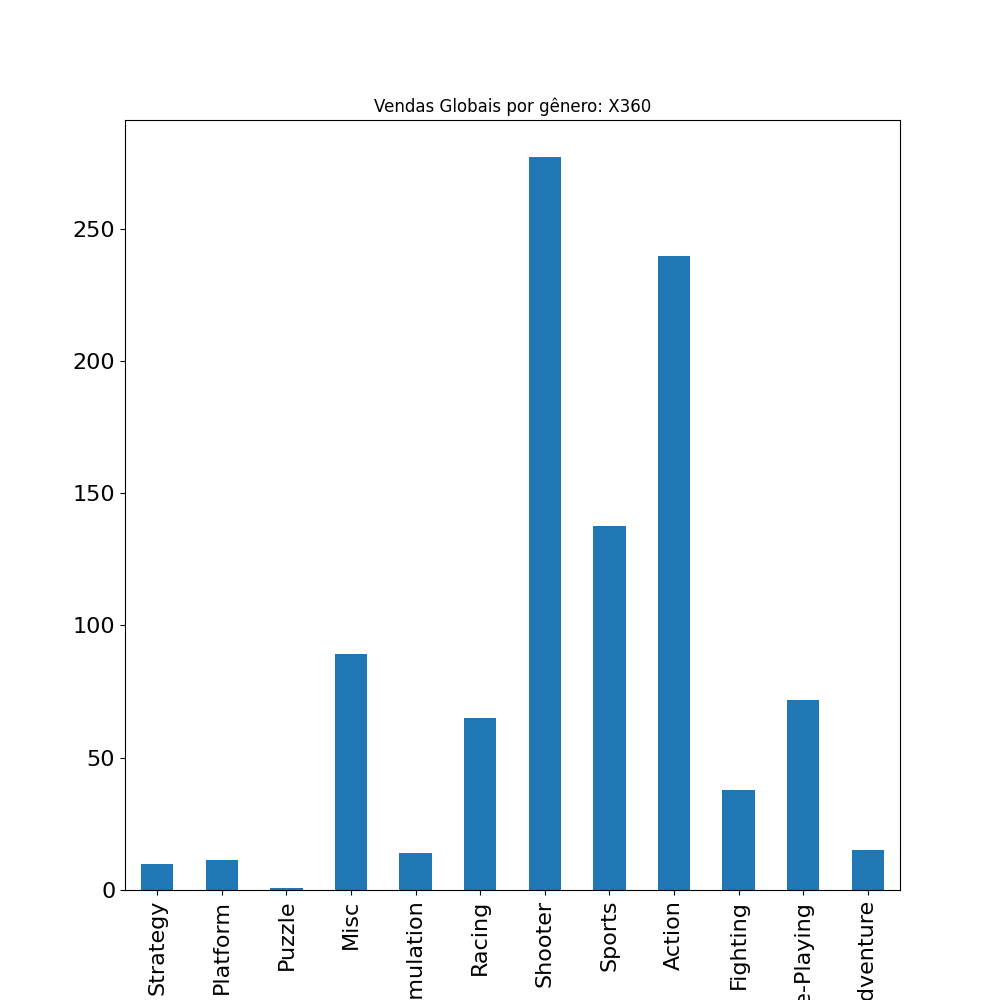 Vendas Globais por gênero: X360
250
200
150
100
50
0
Strategy
Platform
Puzzle
Misc
mulation
Racing
Shooter
Sports
Action
Fighting
e-Playing
dventure